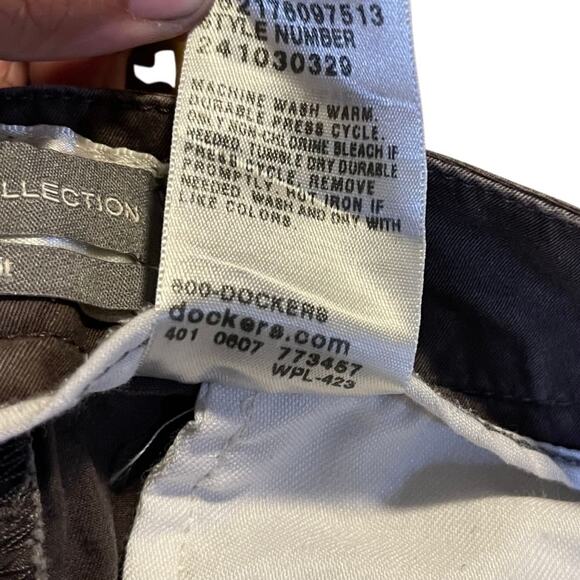 2176097513
STYLE NUMBER
241030329
MACHINE WASH WARM.
DURABLE PRESS CYCLE.
ONLY NON-CHLORINE BLEACH IF
NEEDED. TUMBLE DRY DURABLE
PRESS CYCLE. REMOVE
PROMPTLY. HOT IRON IF
NEEDED. WASH AND DRY WITH
LIKE COLORS.
800-DOCKERS
dockers.com
401 0607 773457
WPL-423
COLLECTION